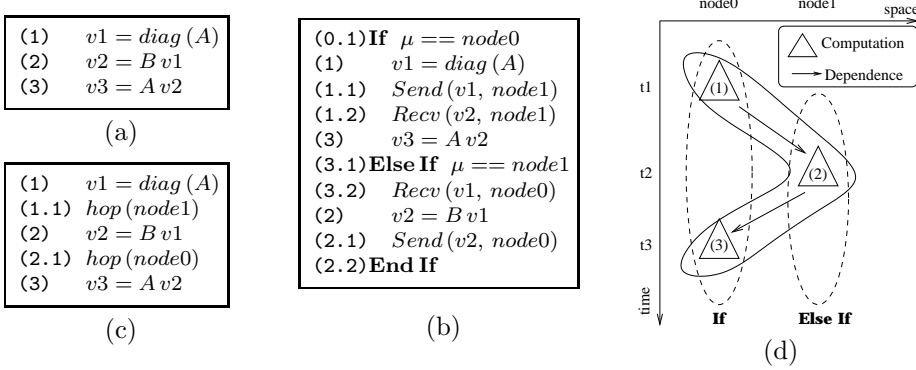 (1) v1 = diag (A)
(2) v2 = B v1
(3) v3 = A v2
(a)
(1) v1 = diag (A)
(1.1) hop (node1)
(2) v2 = B v1
(2.1) hop (node0)
(3) v3 = A v2
(c)
(0.1) If μ == node0
(1) v1 = diag (A)
(1.1) Send (v1, node1)
(1.2) Recv (v2, node1)
(3) v3 = A v2
(3.1) Else If μ == node1
(3.2) Recv (v1, node0)
(2) v2 = B v1
(2.1) Send (v2, node0)
(2.2) End If
(b)
node0 node1
space
Computation
Dependence
t1
(1)
t2
(2)
t3
(3)
time
If Else If
(d)